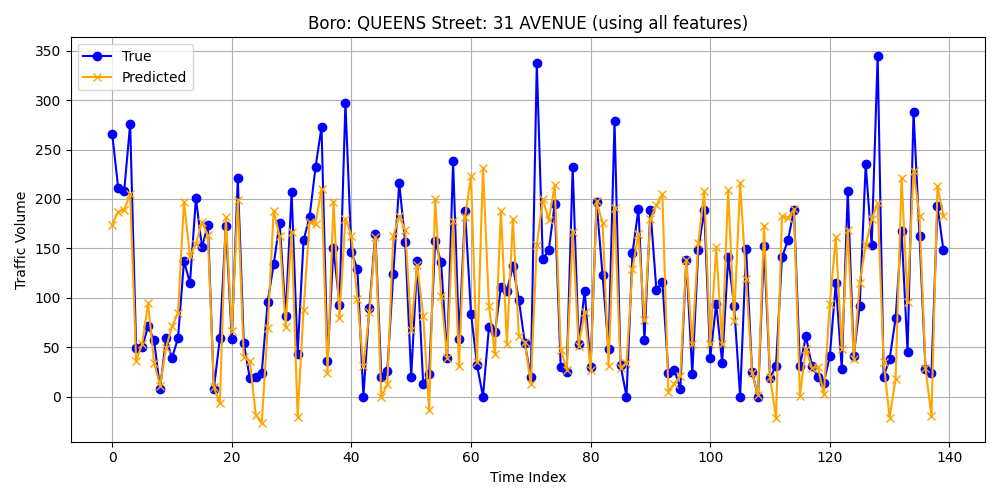 Boro: QUEENS Street: 31 AVENUE (using all features)
True
Predicted
Traffic Volume
350
300
250
200
150
100
50
0
0 20 40 60 80 100 120 140
Time Index